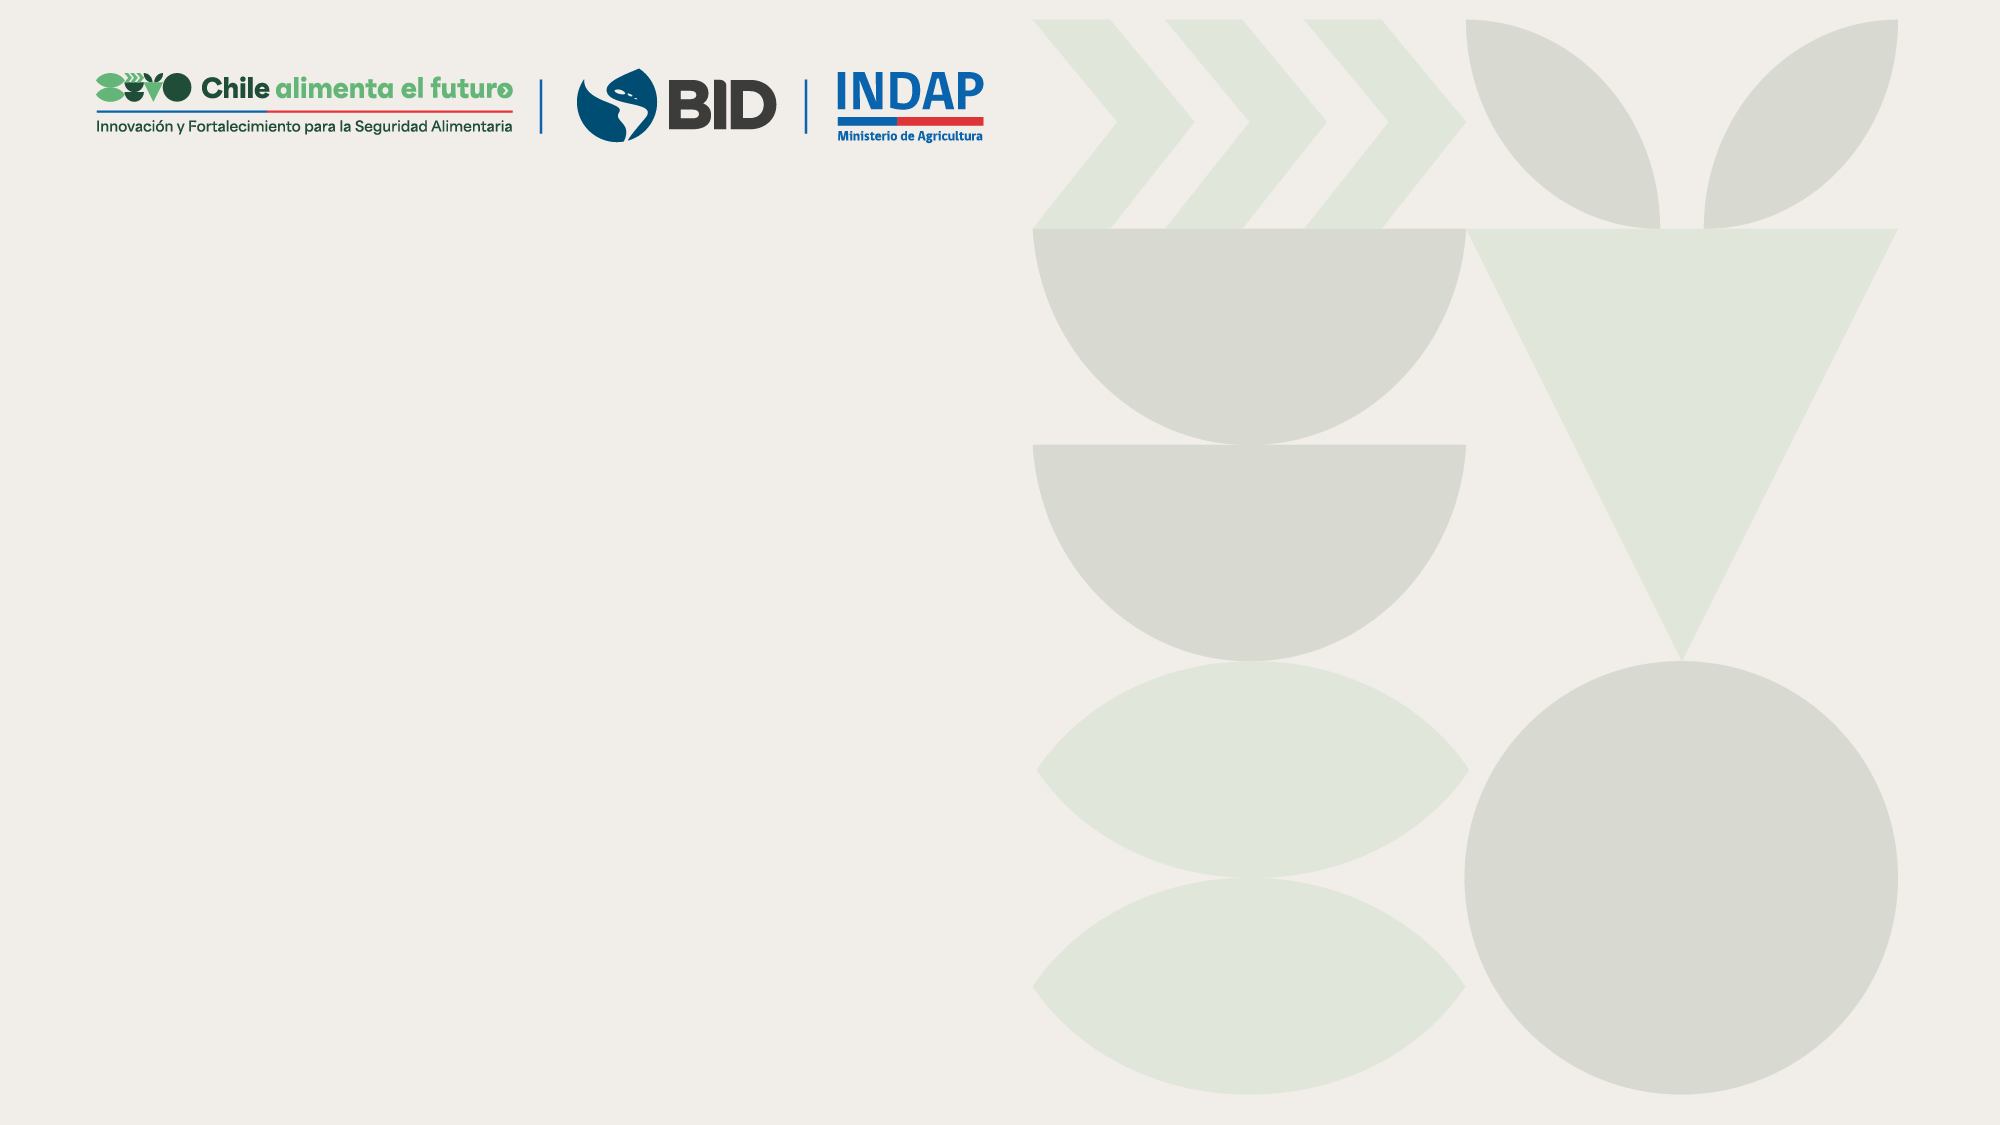 Chile alimenta el futuro
Innovación y Fortalecimiento para la Seguridad Alimentaria
BID
INDAP
Ministerio de Agricultura